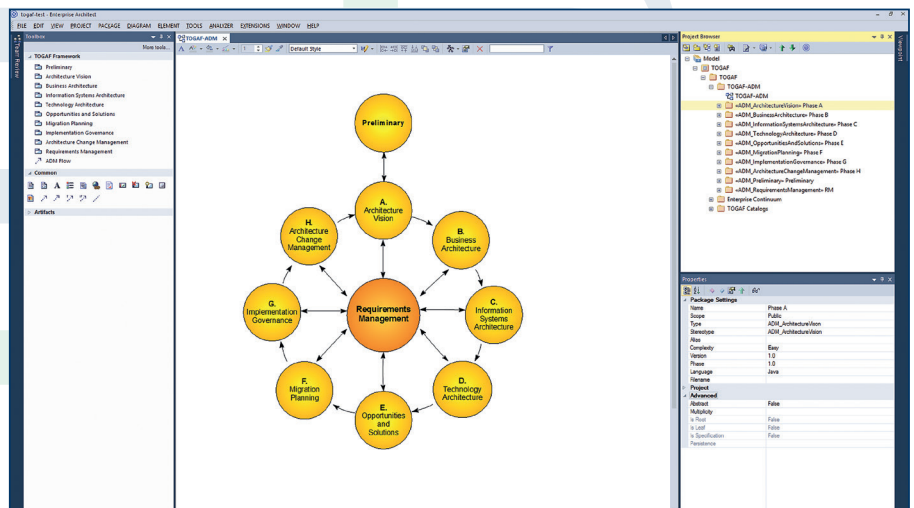 togaf-test - Enterprise Architect
FILE EDIT VIEW PROJECT PACKAGE DIAGRAM ELEMENT TOOLS ANALYZER EXTENSIONS WINDOW HELP
Toolbox
More tools...
TOGAF Framework
Preliminary
Architecture Vision
Business Architecture
Information Systems Architecture
Technology Architecture
Opportunities and Solutions
Migration Planning
Implementation Governance
Architecture Change Management
Requirements Management
ADM Flow
Common
Artifacts
Team Review
TOGAF-ADM
1
Default Style
Preliminary
A.
Architecture
Vision
B.
Business
Architecture
C.
Information
Systems
Architecture
D.
Technology
Architecture
E.
Opportunities
and
Solutions
F.
Migration
Planning
G.
Implementation
Governance
H.
Architecture
Change
Management
Requirements
Management
Project Browser
Model
TOGAF
TOGAF
TOGAF-ADM
TOGAF-ADM
«ADM_ArchitectureVision» Phase A
«ADM_BusinessArchitecture» Phase B
«ADM_InformationSystemsArchitecture» Phase C
«ADM_TechnologyArchitecture» Phase D
«ADM_OpportunitiesAndSolutions» Phase E
«ADM_MigrationPlanning» Phase F
«ADM_ImplementationGovernance» Phase G
«ADM_ArchitectureChangeManagement» Phase H
«ADM_Preliminary» Preliminary
«ADM_RequirementsManagement» RM
Enterprise Continuum
TOGAF Catalogs
Viewpoint
Properties
Package Settings
Name Phase A
Scope Public
Type ADM_ArchitectureVision
Stereotype ADM_ArchitectureVision
Alias
Complexity Easy
Version 1.0
Phase 1.0
Language Java
Filename
Project
Advanced
Abstract False
Multiplicity
Is Root False
Is Leaf False
Is Specification False
Persistence